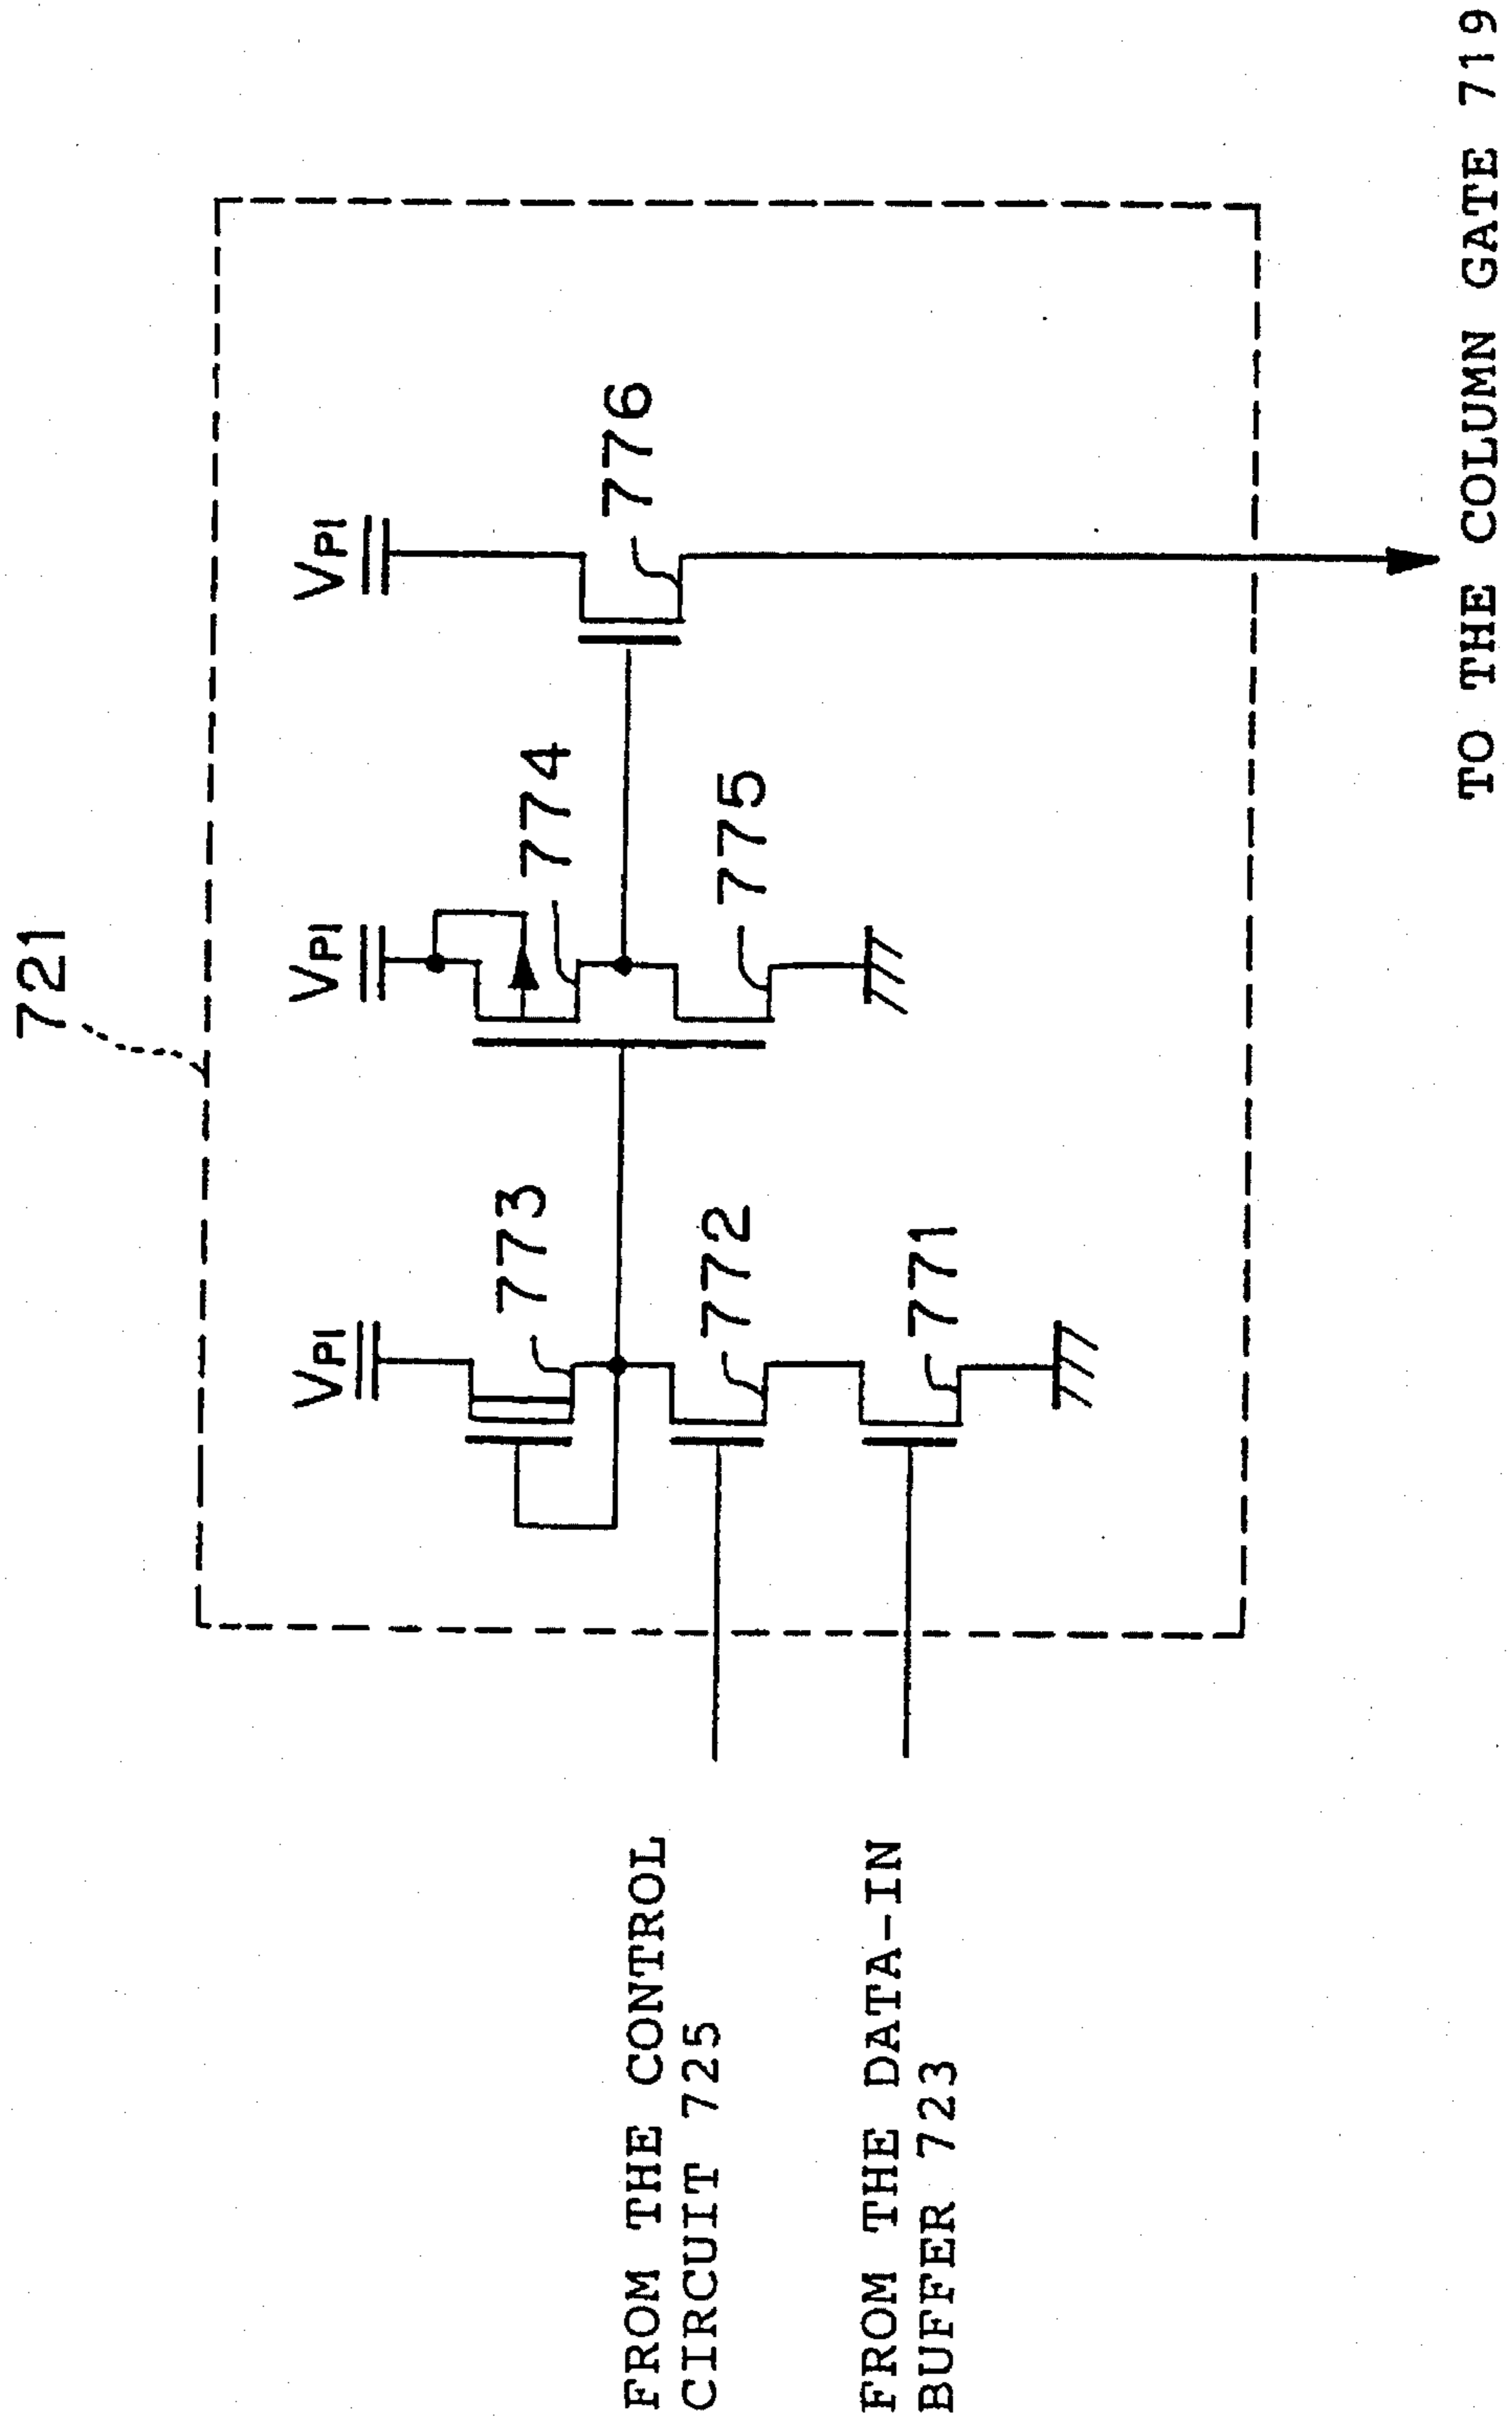 721
VPI
VPI
VPI
773
774
776
772
775
771
FROM THE CONTROL
CIRCUIT 725
FROM THE DATA-IN
BUFFER 723
TO THE COLUMN GATE 719